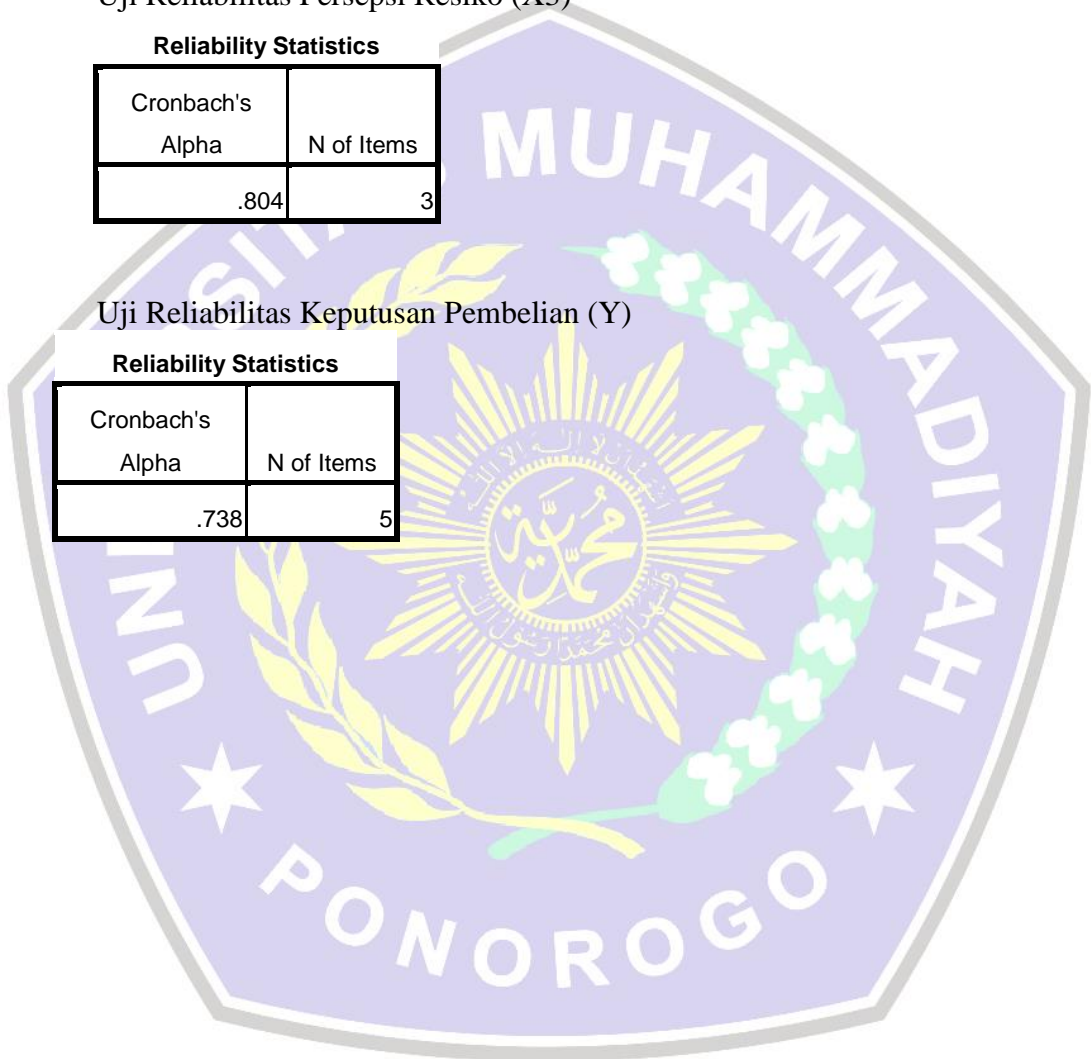 Uji Reliabilitas Persepsi Resiko (X3)
Reliability Statistics
Cronbach's
Alpha N of Items
.804 3
Uji Reliabilitas Keputusan Pembelian (Y)
Reliability Statistics
Cronbach's
Alpha N of Items
.738 5
MUHAMMADIYAH
PONOROGO
محمدية